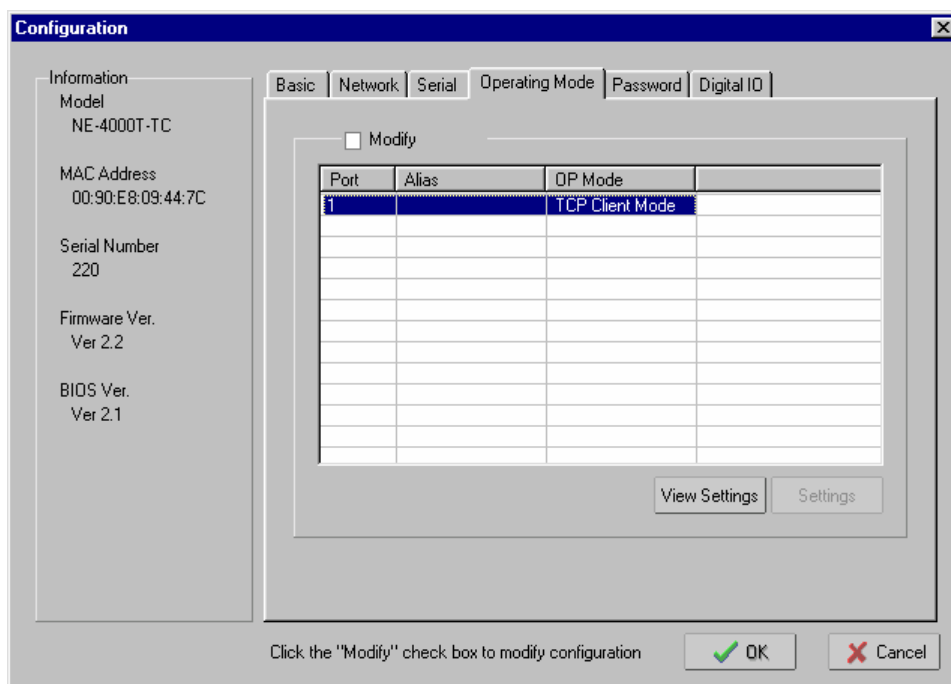 Configuration
Information
Model
NE-4000T-TC
MAC Address
00:90:E8:09:44:7C
Serial Number
220
Firmware Ver.
Ver 2.2
BIOS Ver.
Ver 2.1
Basic Network Serial Operating Mode Password Digital IO
Modify
Port Alias OP Mode
1 TCP Client Mode
View Settings Settings
Click the "Modify" check box to modify configuration
OK Cancel